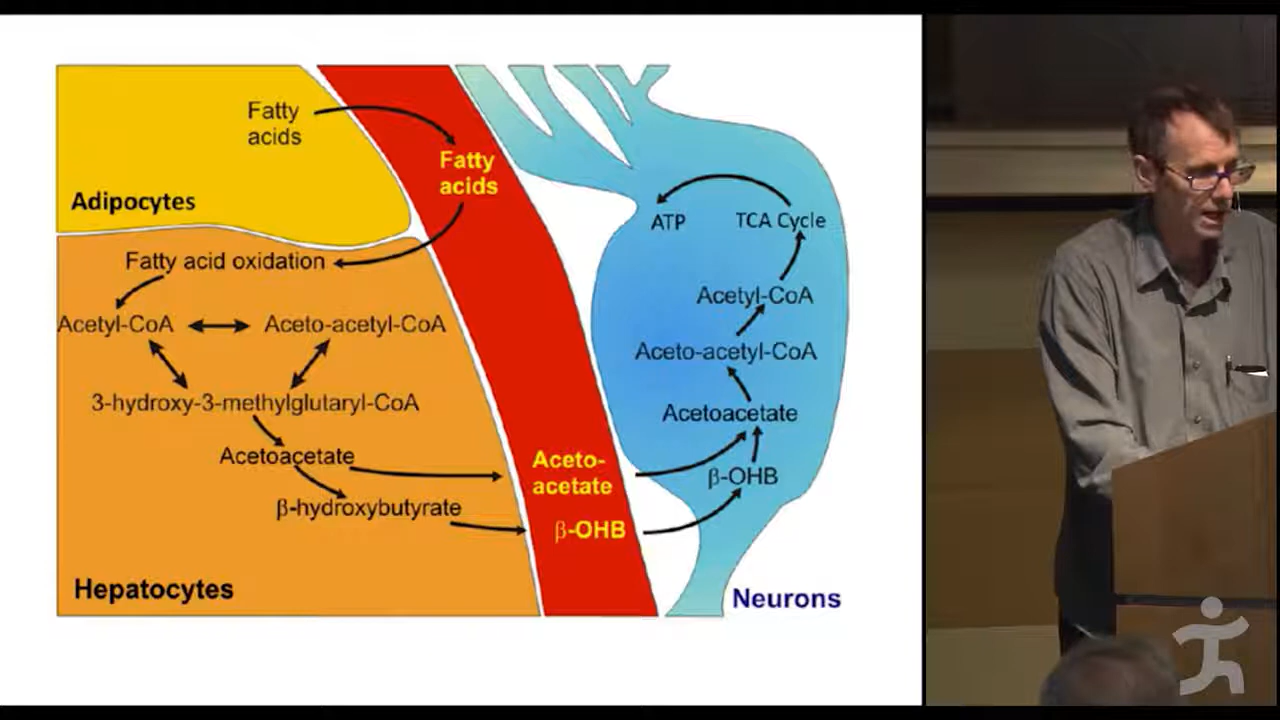 Fatty
acids
Fatty
acids
Adipocytes
Fatty acid oxidation
Acetyl-CoA
Aceto-acetyl-CoA
3-hydroxy-3-methylglutaryl-CoA
Acetoacetate
β-hydroxybutyrate
Hepatocytes
Aceto-
acetate
β-OHB
ATP
TCA Cycle
Acetyl-CoA
Aceto-acetyl-CoA
Acetoacetate
β-OHB
Neurons